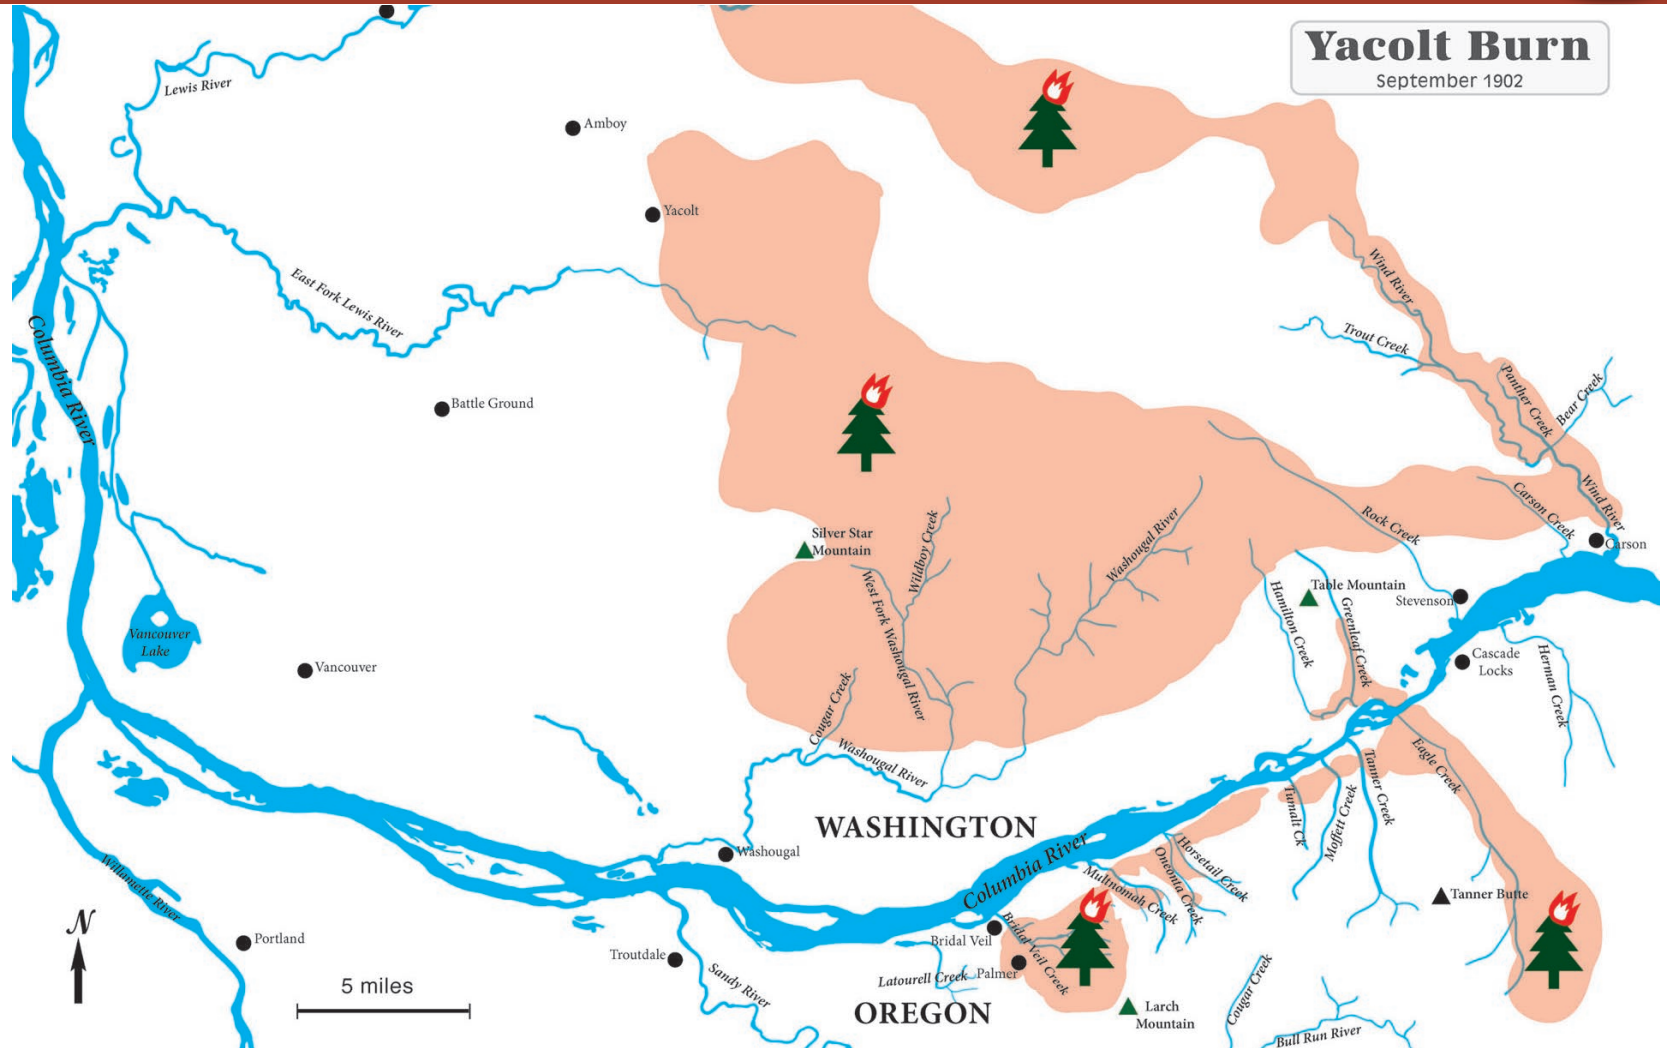 Yacolt Burn
September 1902
Lewis River
Amboy
Yacolt
East Fork Lewis River
Columbia River
Battle Ground
Wind River
Trout Creek
Panther Creek
Bear Creek
Wind River
Carson Creek
Carson
Rock Creek
Silver Star
Mountain
Wildboy Creek
Washougal River
West Fork Washougal River
Table Mountain
Stevenson
Hamilton Creek
Greenleaf Creek
Vancouver
Lake
Vancouver
Cascade
Locks
Herman Creek
Cougar Creek
Washougal River
Eagle Creek
Tanner Creek
Tumalt Ck
Moffett Creek
WASHINGTON
Washougal
Columbia River
Horsetail Creek
Oneonta Creek
Multnomah Creek
Tanner Butte
Willamette River
N
Portland
Bridal Veil
Bridal Veil Creek
Troutdale
Sandy River
Latourell Creek
Palmer
5 miles
OREGON
Larch
Mountain
Cougar Creek
Bull Run River